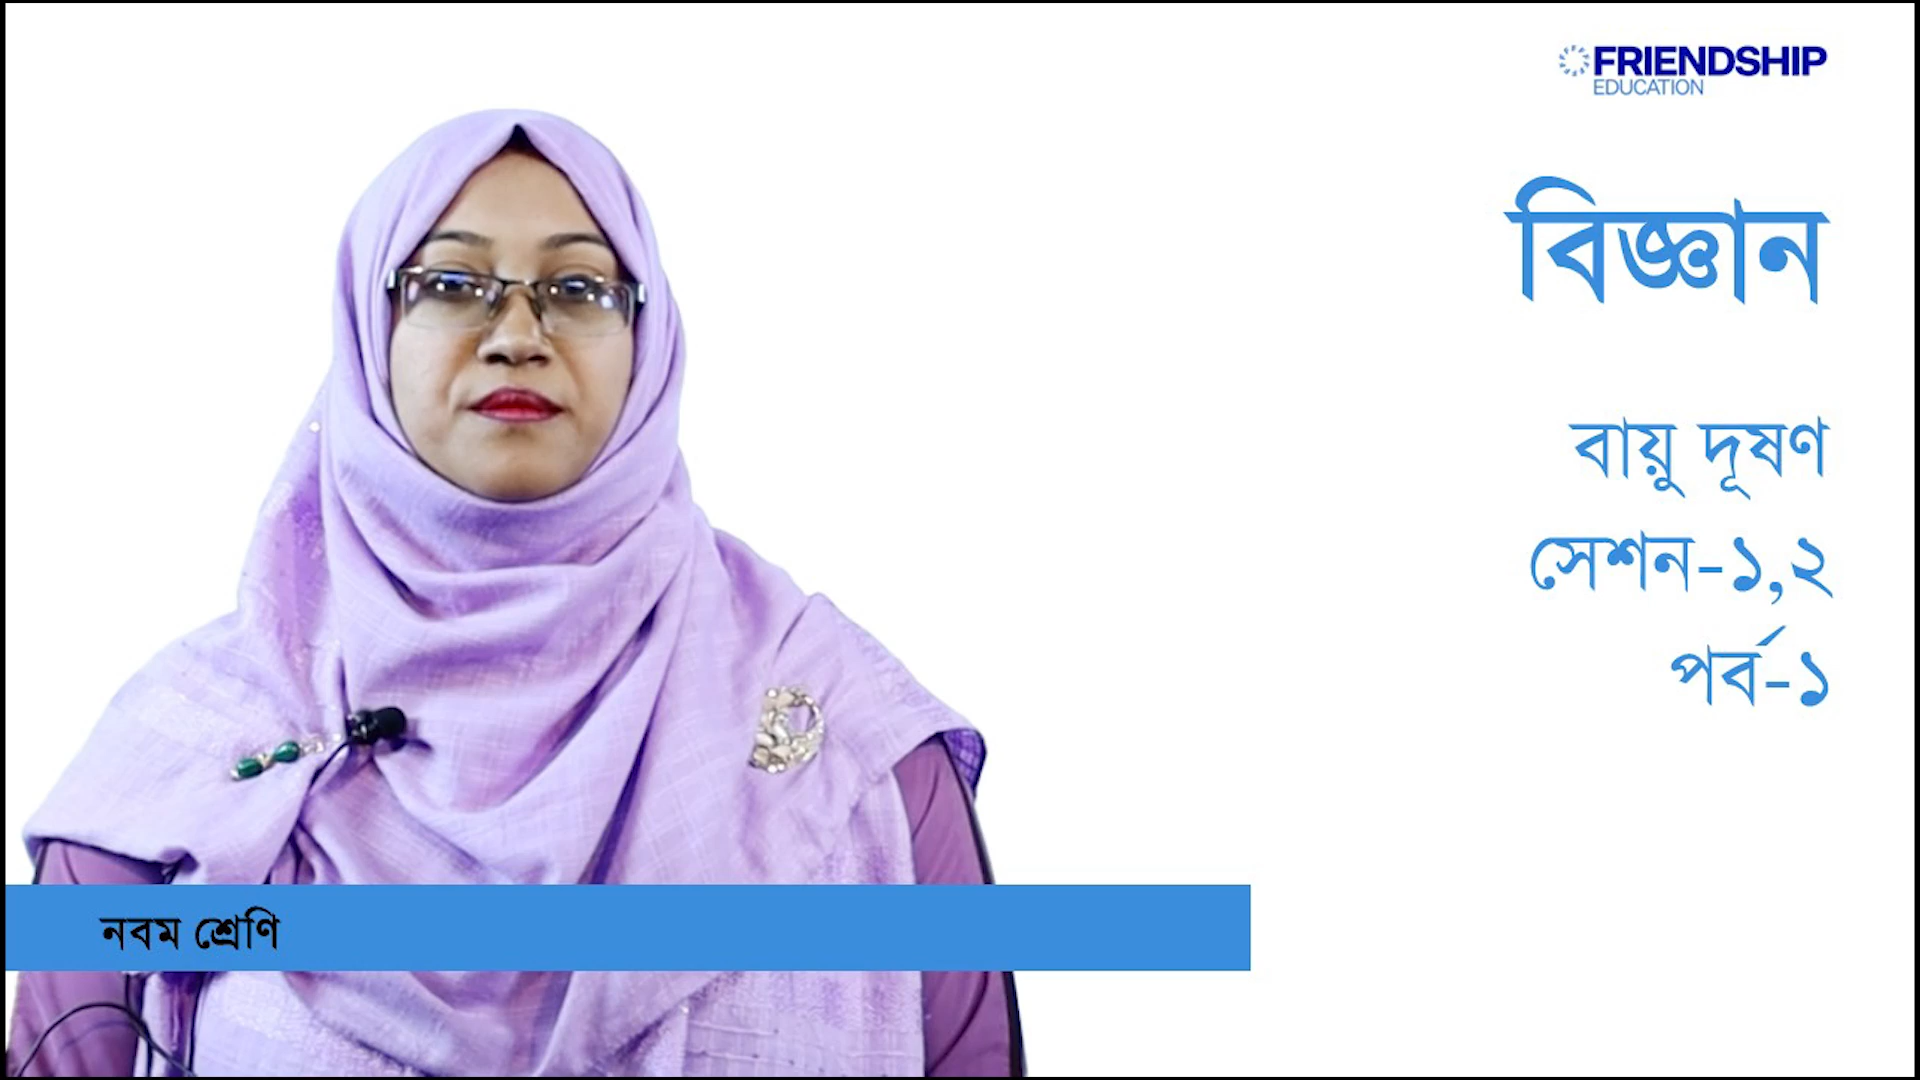 FRIENDSHIP
EDUCATION
বিজ্ঞান
বায়ু দূষণ
সেশন-১,২
পর্ব-১
নবম শ্রেণি